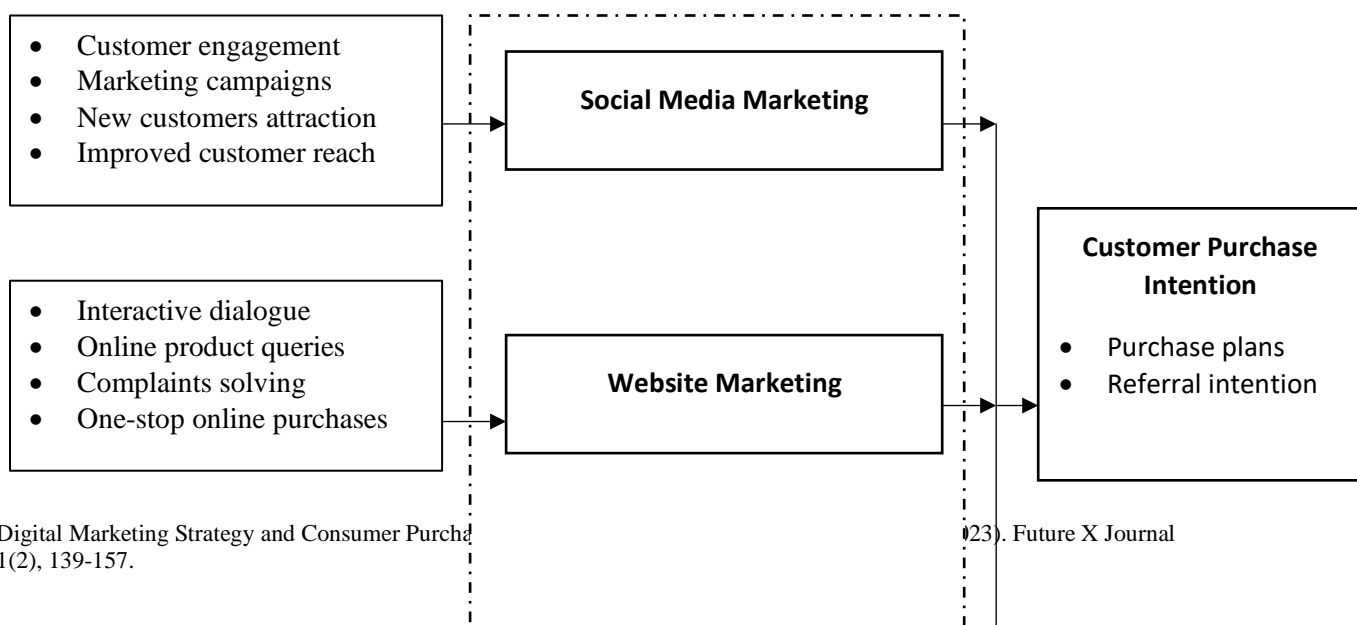 • Customer engagement
• Marketing campaigns
• New customers attraction
• Improved customer reach
Social Media Marketing
Customer Purchase
Intention
• Purchase plans
• Referral intention
• Interactive dialogue
• Online product queries
• Complaints solving
• One-stop online purchases
Website Marketing
Digital Marketing Strategy and Consumer 23). Future X Journal
1(2), 139-157.